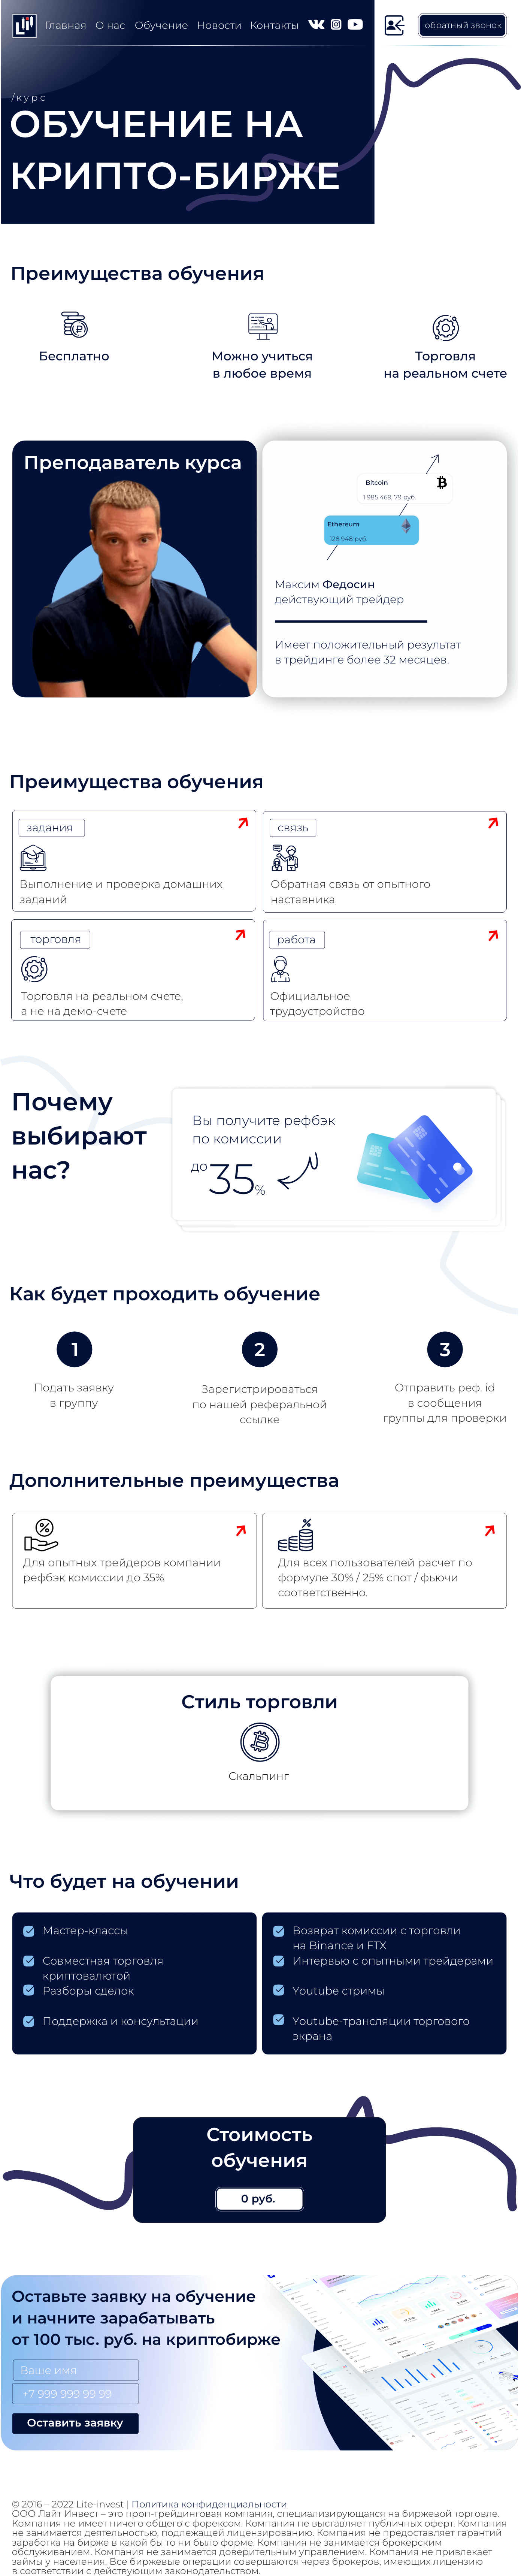 Главная О нас Обучение Новости Контакты обратный звонок
/курс
ОБУЧЕНИЕ НА
КРИПТО-БИРЖЕ
Преимущества обучения
Бесплатно
Можно учиться
в любое время
Торговля
на реальном счете
Преподаватель курса
Bitcoin
1 985 469, 79 руб.
Ethereum
128 948 руб.
Максим Федосин
действующий трейдер
Имеет положительный результат
в трейдинге более 32 месяцев.
Преимущества обучения
задания
Выполнение и проверка домашних
заданий
связь
Обратная связь от опытного
наставника
торговля
Торговля на реальном счете,
а не на демо-счете
работа
Официальное
трудоустройство
Почему
выбирают
нас?
Вы получите рефбэк
по комиссии
до 35%
Как будет проходить обучение
1
Подать заявку
в группу
2
Зарегистрироваться
по нашей реферальной
ссылке
3
Отправить реф. id
в сообщения
группы для проверки
Дополнительные преимущества
Для опытных трейдеров компании
рефбэк комиссии до 35%
Для всех пользователей расчет по
формуле 30% / 25% спот / фьючи
соответственно.
Стиль торговли
Скальпинг
Что будет на обучении
Мастер-классы
Совместная торговля
криптовалютой
Разборы сделок
Поддержка и консультации
Возврат комиссии с торговли
на Binance и FTX
Интервью с опытными трейдерами
Youtube стримы
Youtube-трансляции торгового
экрана
Стоимость
обучения
0 руб.
Оставьте заявку на обучение
и начните зарабатывать
от 100 тыс. руб. на криптобирже
Ваше имя
+7 999 999 99 99
Оставить заявку
© 2016 – 2022 Lite-invest | Политика конфиденциальности
ООО Лайт Инвест – это проп-трейдинговая компания, специализирующаяся на биржевой торговле.
Компания не имеет ничего общего с форексом. Компания не выставляет публичных оферт. Компания
не занимается деятельностью, подлежащей лицензированию. Компания не предоставляет гарантий
заработка на бирже в какой бы то ни было форме. Компания не занимается брокерским
обслуживанием. Компания не занимается доверительным управлением. Компания не привлекает
займы у населения. Все биржевые операции совершаются через брокеров, имеющих лицензию
в соответствии с действующим законодательством.